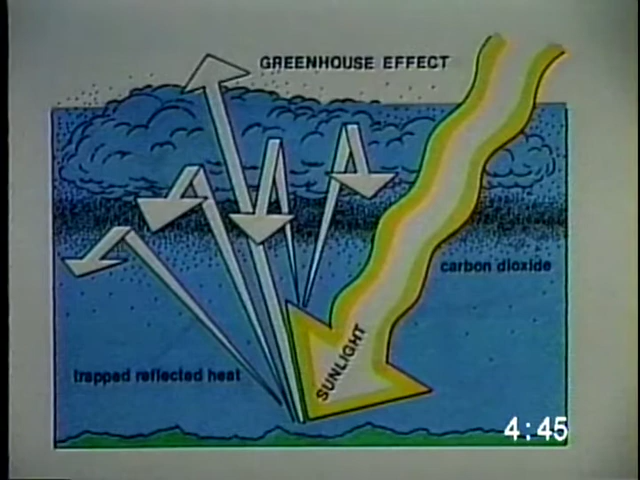 GREENHOUSE EFFECT
carbon dioxide
SUNLIGHT
trapped reflected heat
4:45